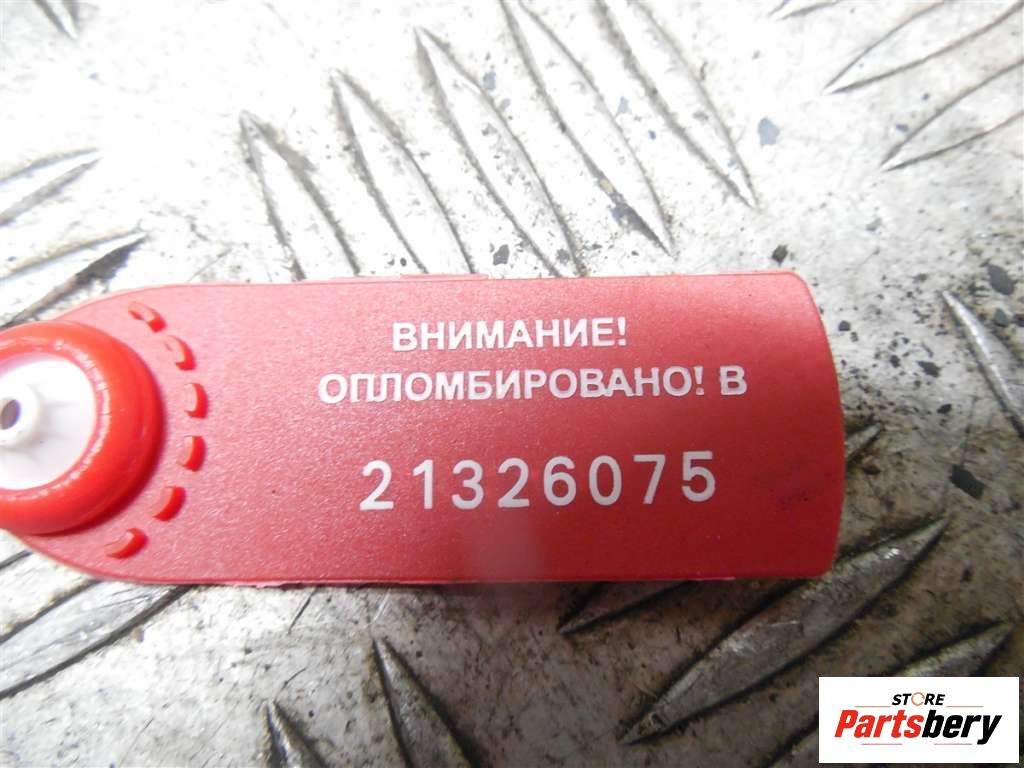 ВНИМАНИЕ!
ОПЛОМБИРОВАНО! В
21326075
STORE
Partsbery